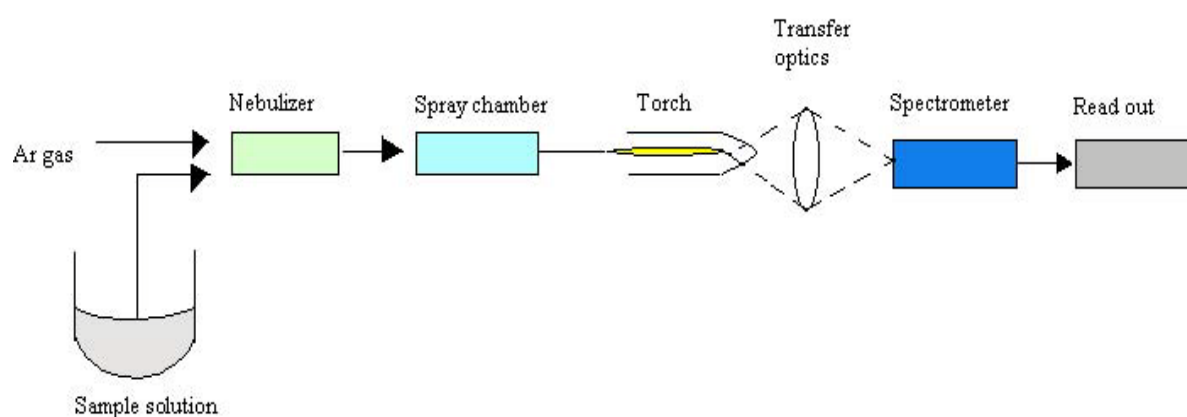 Transfer
optics
Nebulizer
Spray chamber
Torch
Spectrometer
Read out
Ar gas
Sample solution